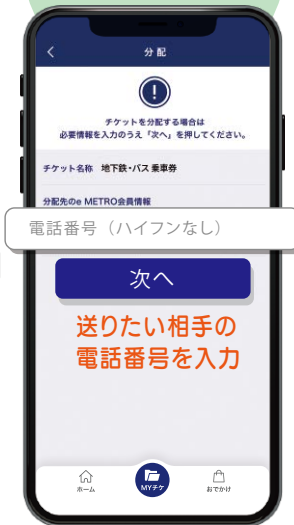 分配
チケットを分配する場合は
必要情報を入力のうえ「次へ」を押してください。
チケット名称 地下鉄・バス 乗車券
分配先のe METRO会員情報
電話番号（ハイフンなし）
次へ
送りたい相手の
電話番号を入力
ホーム MYチケ おでかけ